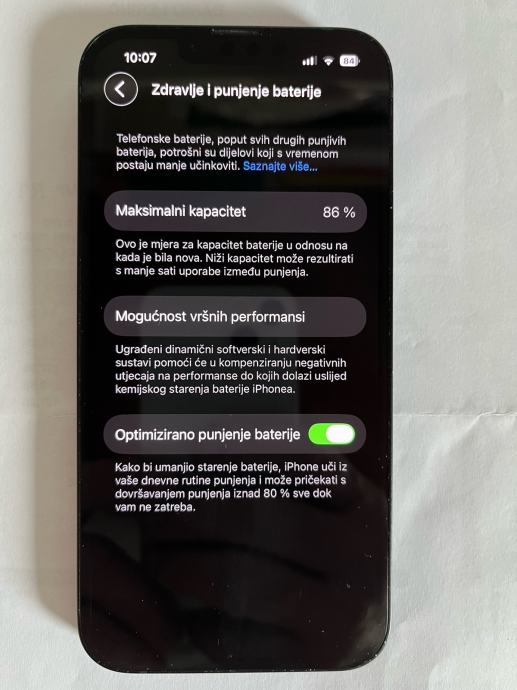 10:07
84
Zdravlje i punjenje baterije
Telefonske baterije, poput svih drugih punjivih
baterija, potrošni su dijelovi koji s vremenom
postaju manje učinkoviti. Saznajte više...
Maksimalni kapacitet 86 %
Ovo je mjera za kapacitet baterije u odnosu na
kada je bila nova. Niži kapacitet može rezultirati
s manje sati uporabe između punjenja.
Mogućnost vršnih performansi
Ugrađeni dinamični softverski i hardverski
sustavi pomoći će u kompenziranju negativnih
utjecaja na performanse do kojih dolazi uslijed
kemijskog starenja baterije iPhonea.
Optimizirano punjenje baterije
Kako bi umanjio starenje baterije, iPhone uči iz
vaše dnevne rutine punjenja i može pričekati s
dovršavanjem punjenja iznad 80 % sve dok
vam ne zatreba.